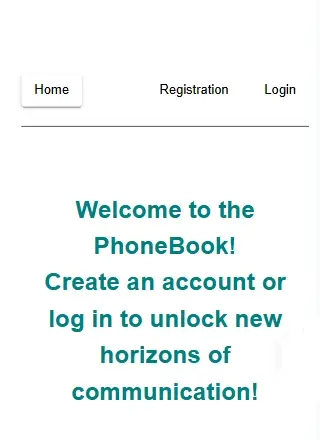 Home Registration Login
Welcome to the
PhoneBook!
Create an account or
log in to unlock new
horizons of
communication!